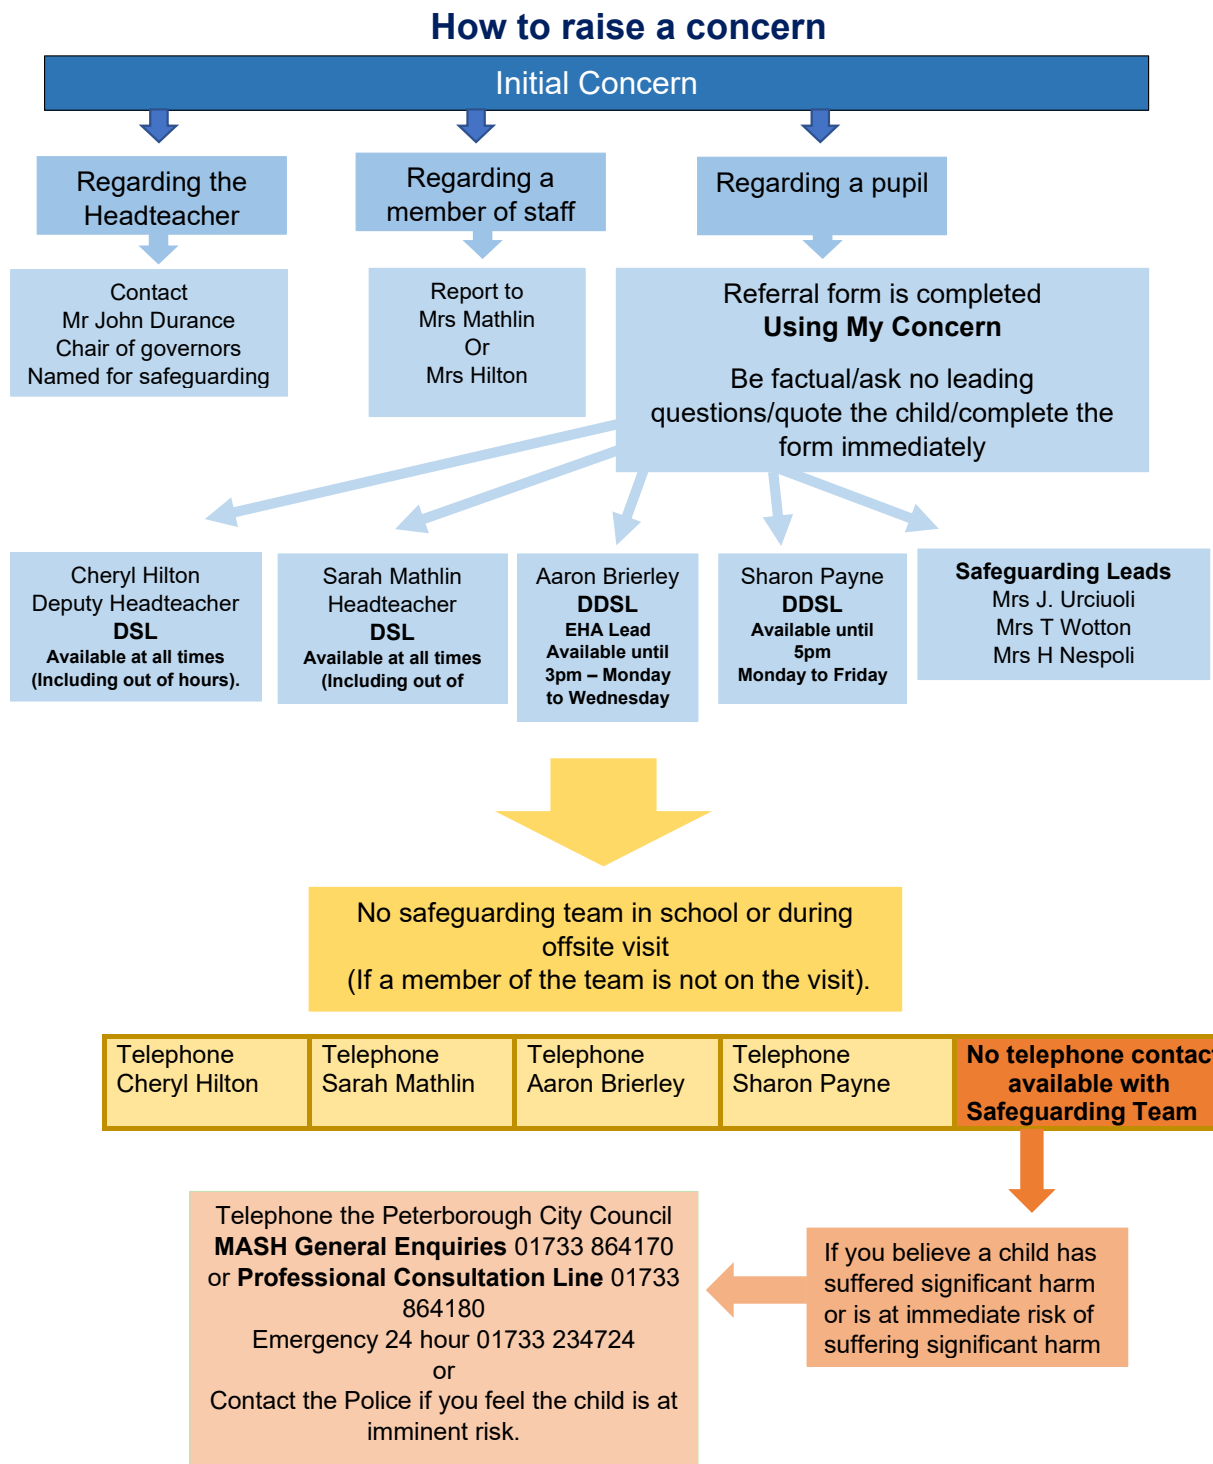 How to raise a concern
Initial Concern
Regarding the
Headteacher
Regarding a
member of staff
Regarding a pupil
Contact
Mr John Durance
Chair of governors
Named for safeguarding
Report to
Mrs Mathlin
Or
Mrs Hilton
Referral form is completed
Using My Concern
Be factual/ask no leading
questions/quote the child/complete the
form immediately
Cheryl Hilton
Deputy Headteacher
DSL
Available at all times
(Including out of hours).
Sarah Mathlin
Headteacher
DSL
Available at all times
(Including out of
Aaron Brierley
DDSL
EHA Lead
Available until
3pm – Monday
to Wednesday
Sharon Payne
DDSL
Available until
5pm
Monday to Friday
Safeguarding Leads
Mrs J. Urciuoli
Mrs T Wotton
Mrs H Nespoli
No safeguarding team in school or during
offsite visit
(If a member of the team is not on the visit).
Telephone
Cheryl Hilton
Telephone
Sarah Mathlin
Telephone
Aaron Brierley
Telephone
Sharon Payne
No telephone contact
available with
Safeguarding Team
Telephone the Peterborough City Council
MASH General Enquiries 01733 864170
or Professional Consultation Line 01733
864180
Emergency 24 hour 01733 234724
or
Contact the Police if you feel the child is at
imminent risk.
If you believe a child has
suffered significant harm
or is at immediate risk of
suffering significant harm